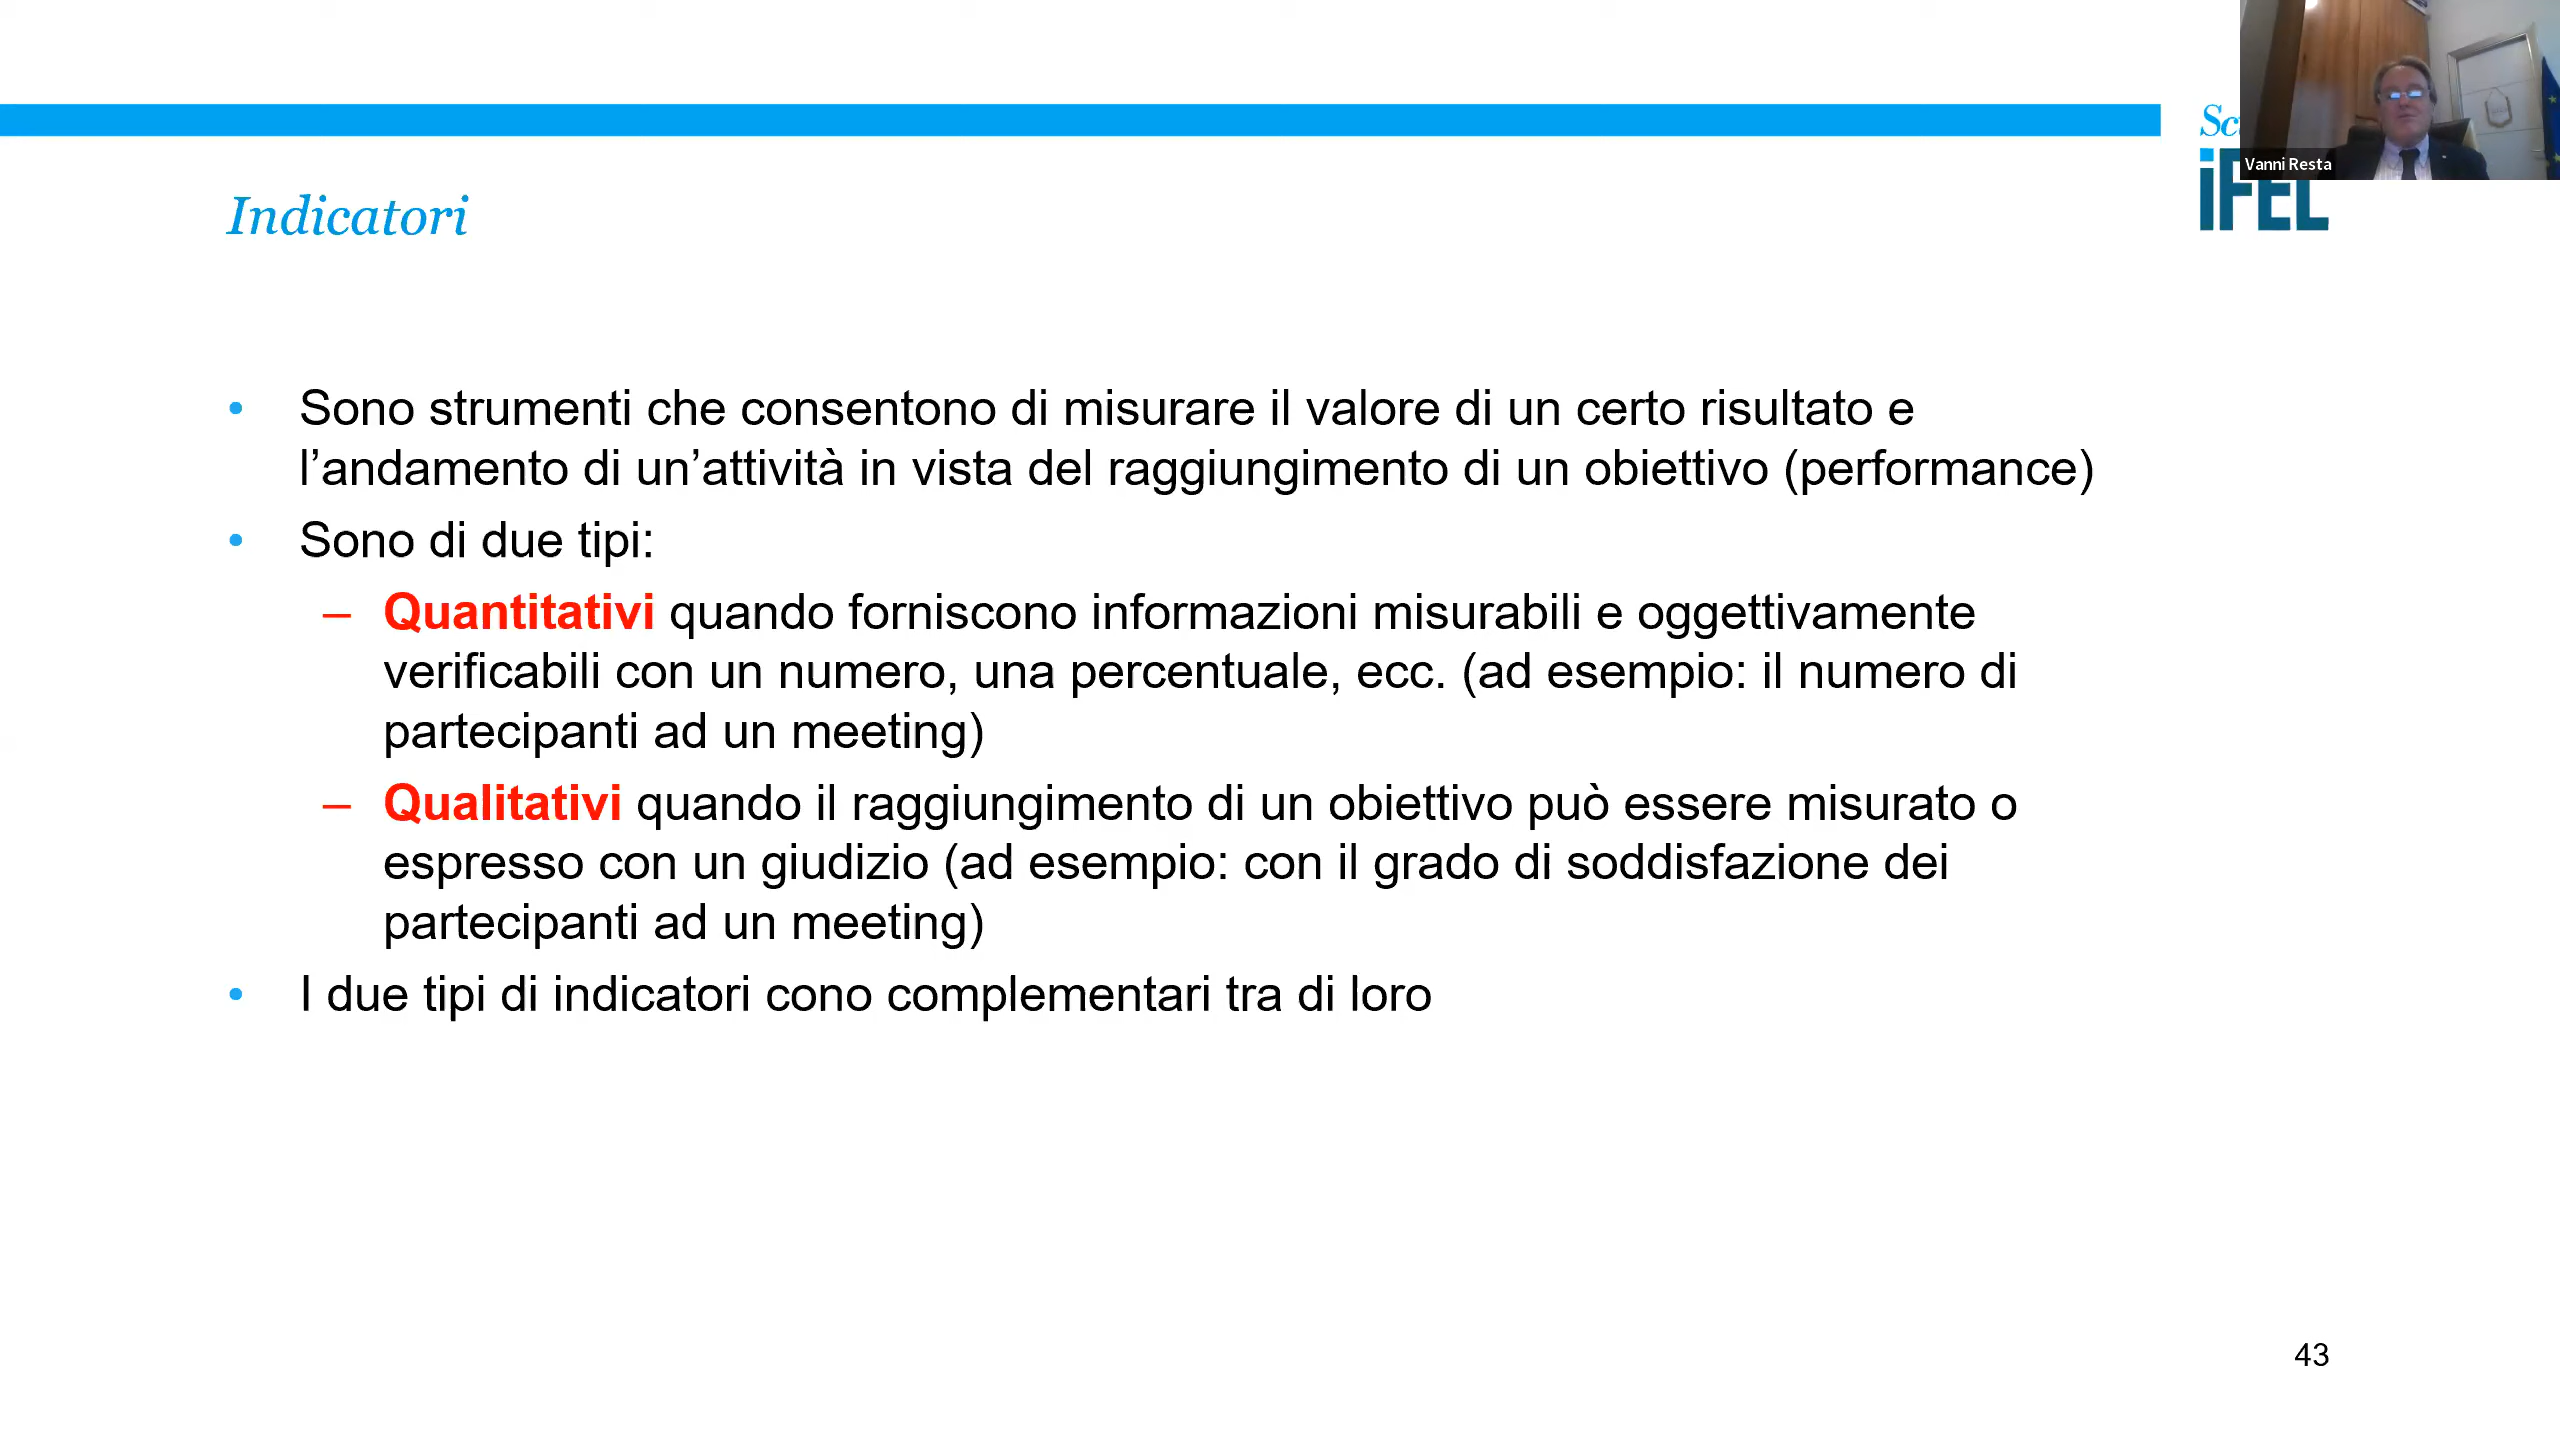 Vanni Resta
iFEL
Indicatori
• Sono strumenti che consentono di misurare il valore di un certo risultato e
l’andamento di un’attività in vista del raggiungimento di un obiettivo (performance)
• Sono di due tipi:
– Quantitativi quando forniscono informazioni misurabili e oggettivamente
verificabili con un numero, una percentuale, ecc. (ad esempio: il numero di
partecipanti ad un meeting)
– Qualitativi quando il raggiungimento di un obiettivo può essere misurato o
espresso con un giudizio (ad esempio: con il grado di soddisfazione dei
partecipanti ad un meeting)
• I due tipi di indicatori cono complementari tra di loro
43